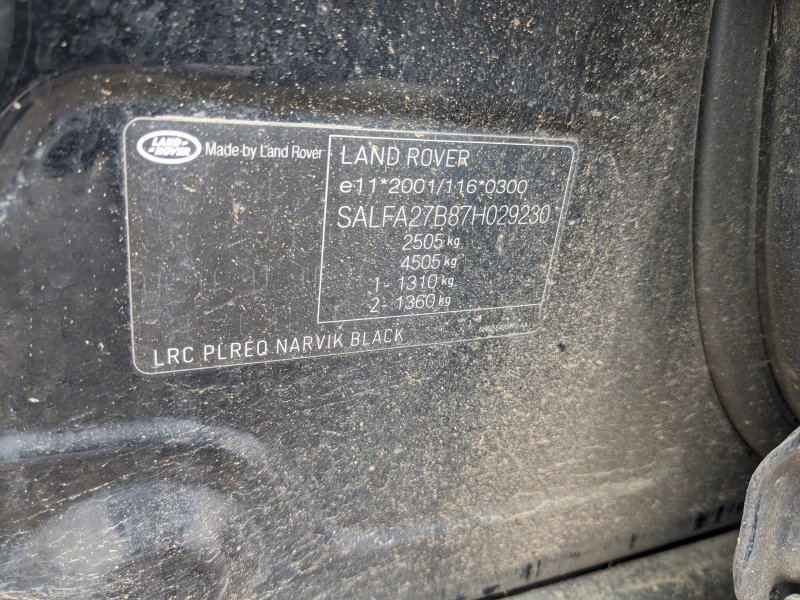 LAND
ROVER
Made by Land Rover
LAND ROVER
e11*2001/116*0300
SALFA27B87H029230
2505 kg
4505 kg
1- 1310 kg
2- 1360 kg
LRC PLREQ NARVIK BLACK